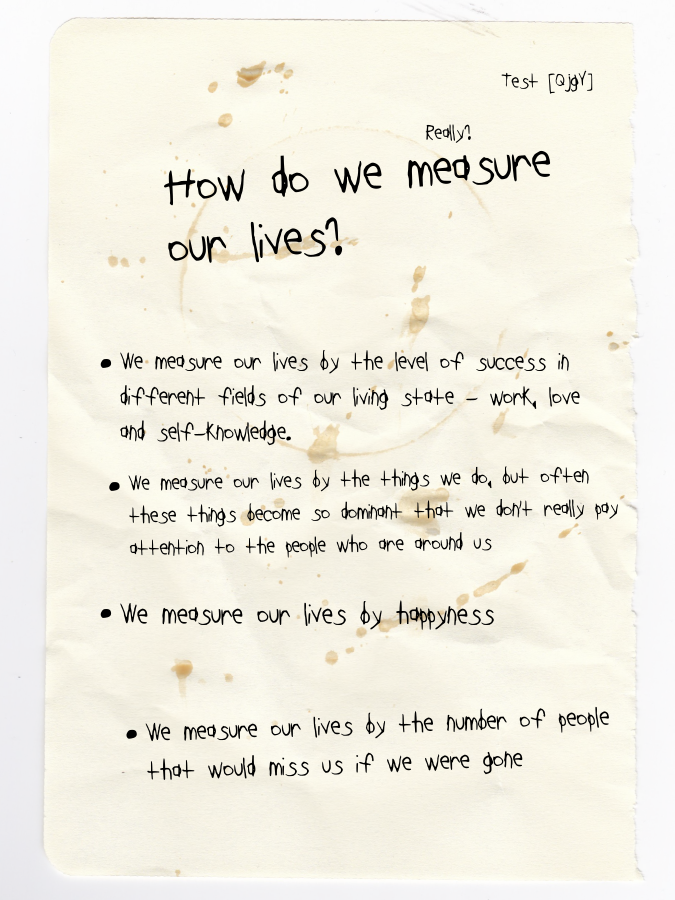 Test [QjgY]
Really?
How do we measure
our lives?
• We measure our lives by the level of success in
different fields of our living state – work, love
and self-knowledge.
• We measure our lives by the things we do, but often
these things become so dominant that we don't really pay
attention to the people who are around us
• We measure our lives by happyness
• We measure our lives by the number of people
that would miss us if we were gone